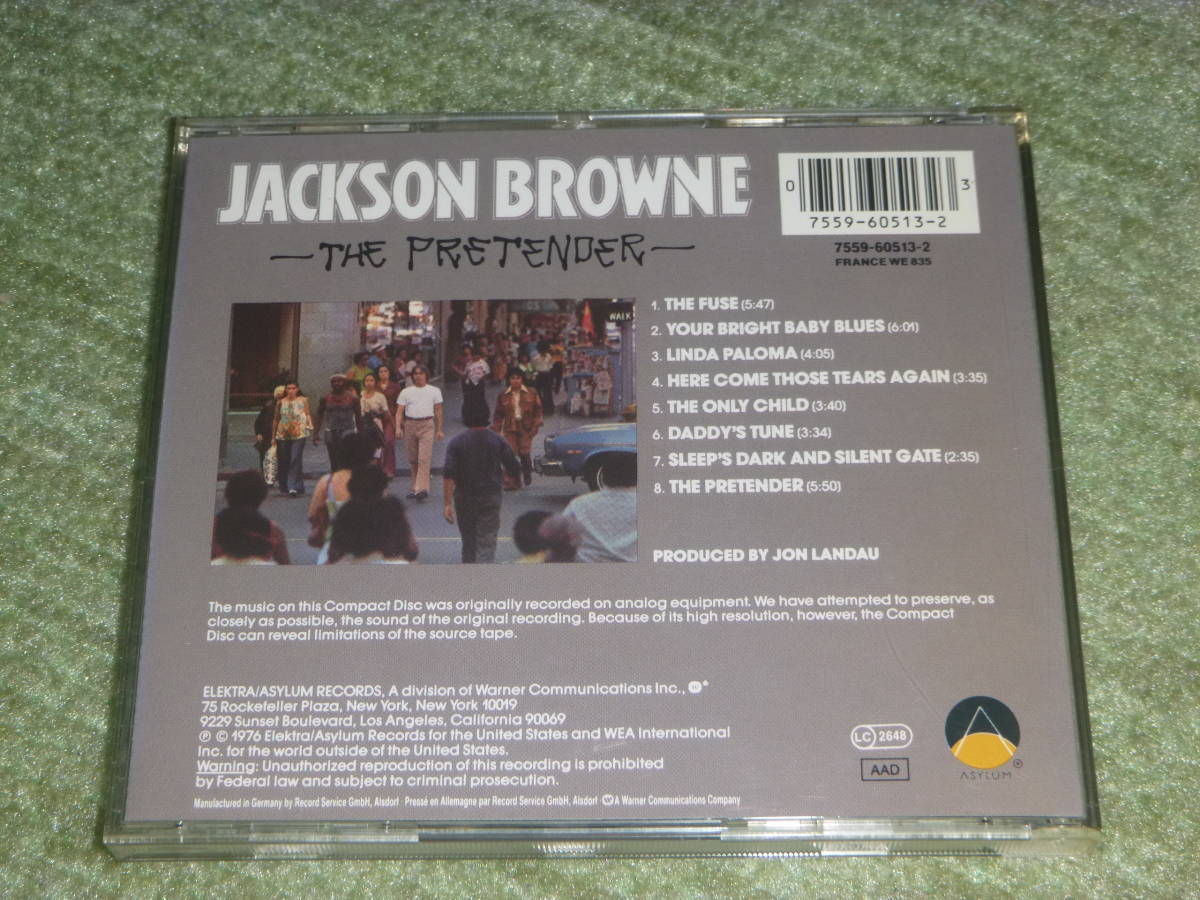 JACKSON BROWNE
—THE PRETENDER—
0 3
7559-60513-2
7559-60513-2
FRANCE WE 835
WALK
1. THE FUSE (5:47)
2. YOUR BRIGHT BABY BLUES (6:01)
3. LINDA PALOMA (4:05)
4. HERE COME THOSE TEARS AGAIN (3:35)
5. THE ONLY CHILD (3:40)
6. DADDY'S TUNE (3:34)
7. SLEEP'S DARK AND SILENT GATE (2:35)
8. THE PRETENDER (5:50)
PRODUCED BY JON LANDAU
The music on this Compact Disc was originally recorded on analog equipment. We have attempted to preserve, as
closely as possible, the sound of the original recording. Because of its high resolution, however, the Compact
Disc can reveal limitations of the source tape.
ELEKTRA/ASYLUM RECORDS, A division of Warner Communications Inc.,
75 Rockefeller Plaza, New York, New York 10019
9229 Sunset Boulevard, Los Angeles, California 90069
℗ © 1976 Elektra/Asylum Records for the United States and WEA International
Inc. for the world outside of the United States.
Warning: Unauthorized reproduction of this recording is prohibited
by Federal law and subject to criminal prosecution.
Manufactured in Germany by Record Service GmbH, Alsdorf · Pressé en Allemagne par Record Service GmbH, Alsdorf A Warner Communications Company
LC 2648
AAD
ASYLUM ®